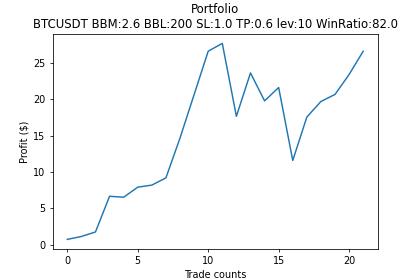 Portfolio
BTCUSDT BBM:2.6 BBL:200 SL:1.0 TP:0.6 lev:10 WinRatio:82.0
25
20
15
10
5
0
Profit ($)
0 5 10 15 20
Trade counts